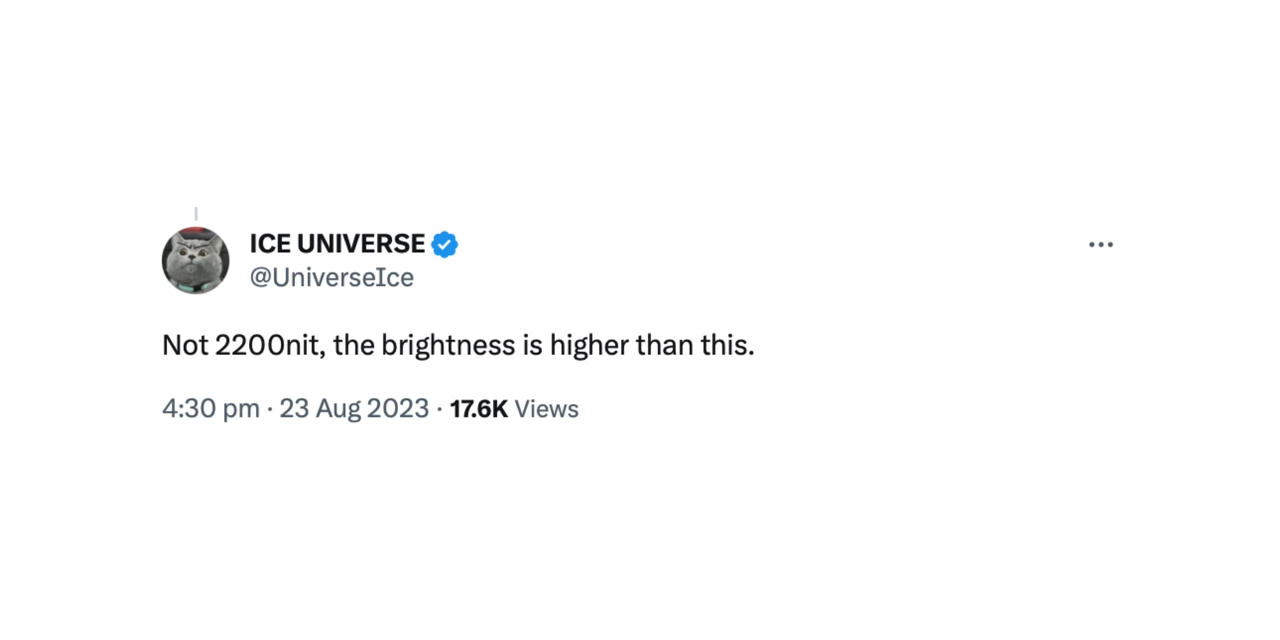 ICE UNIVERSE
@UniverseIce
Not 2200nit, the brightness is higher than this.
4:30 pm · 23 Aug 2023 · 17.6K Views